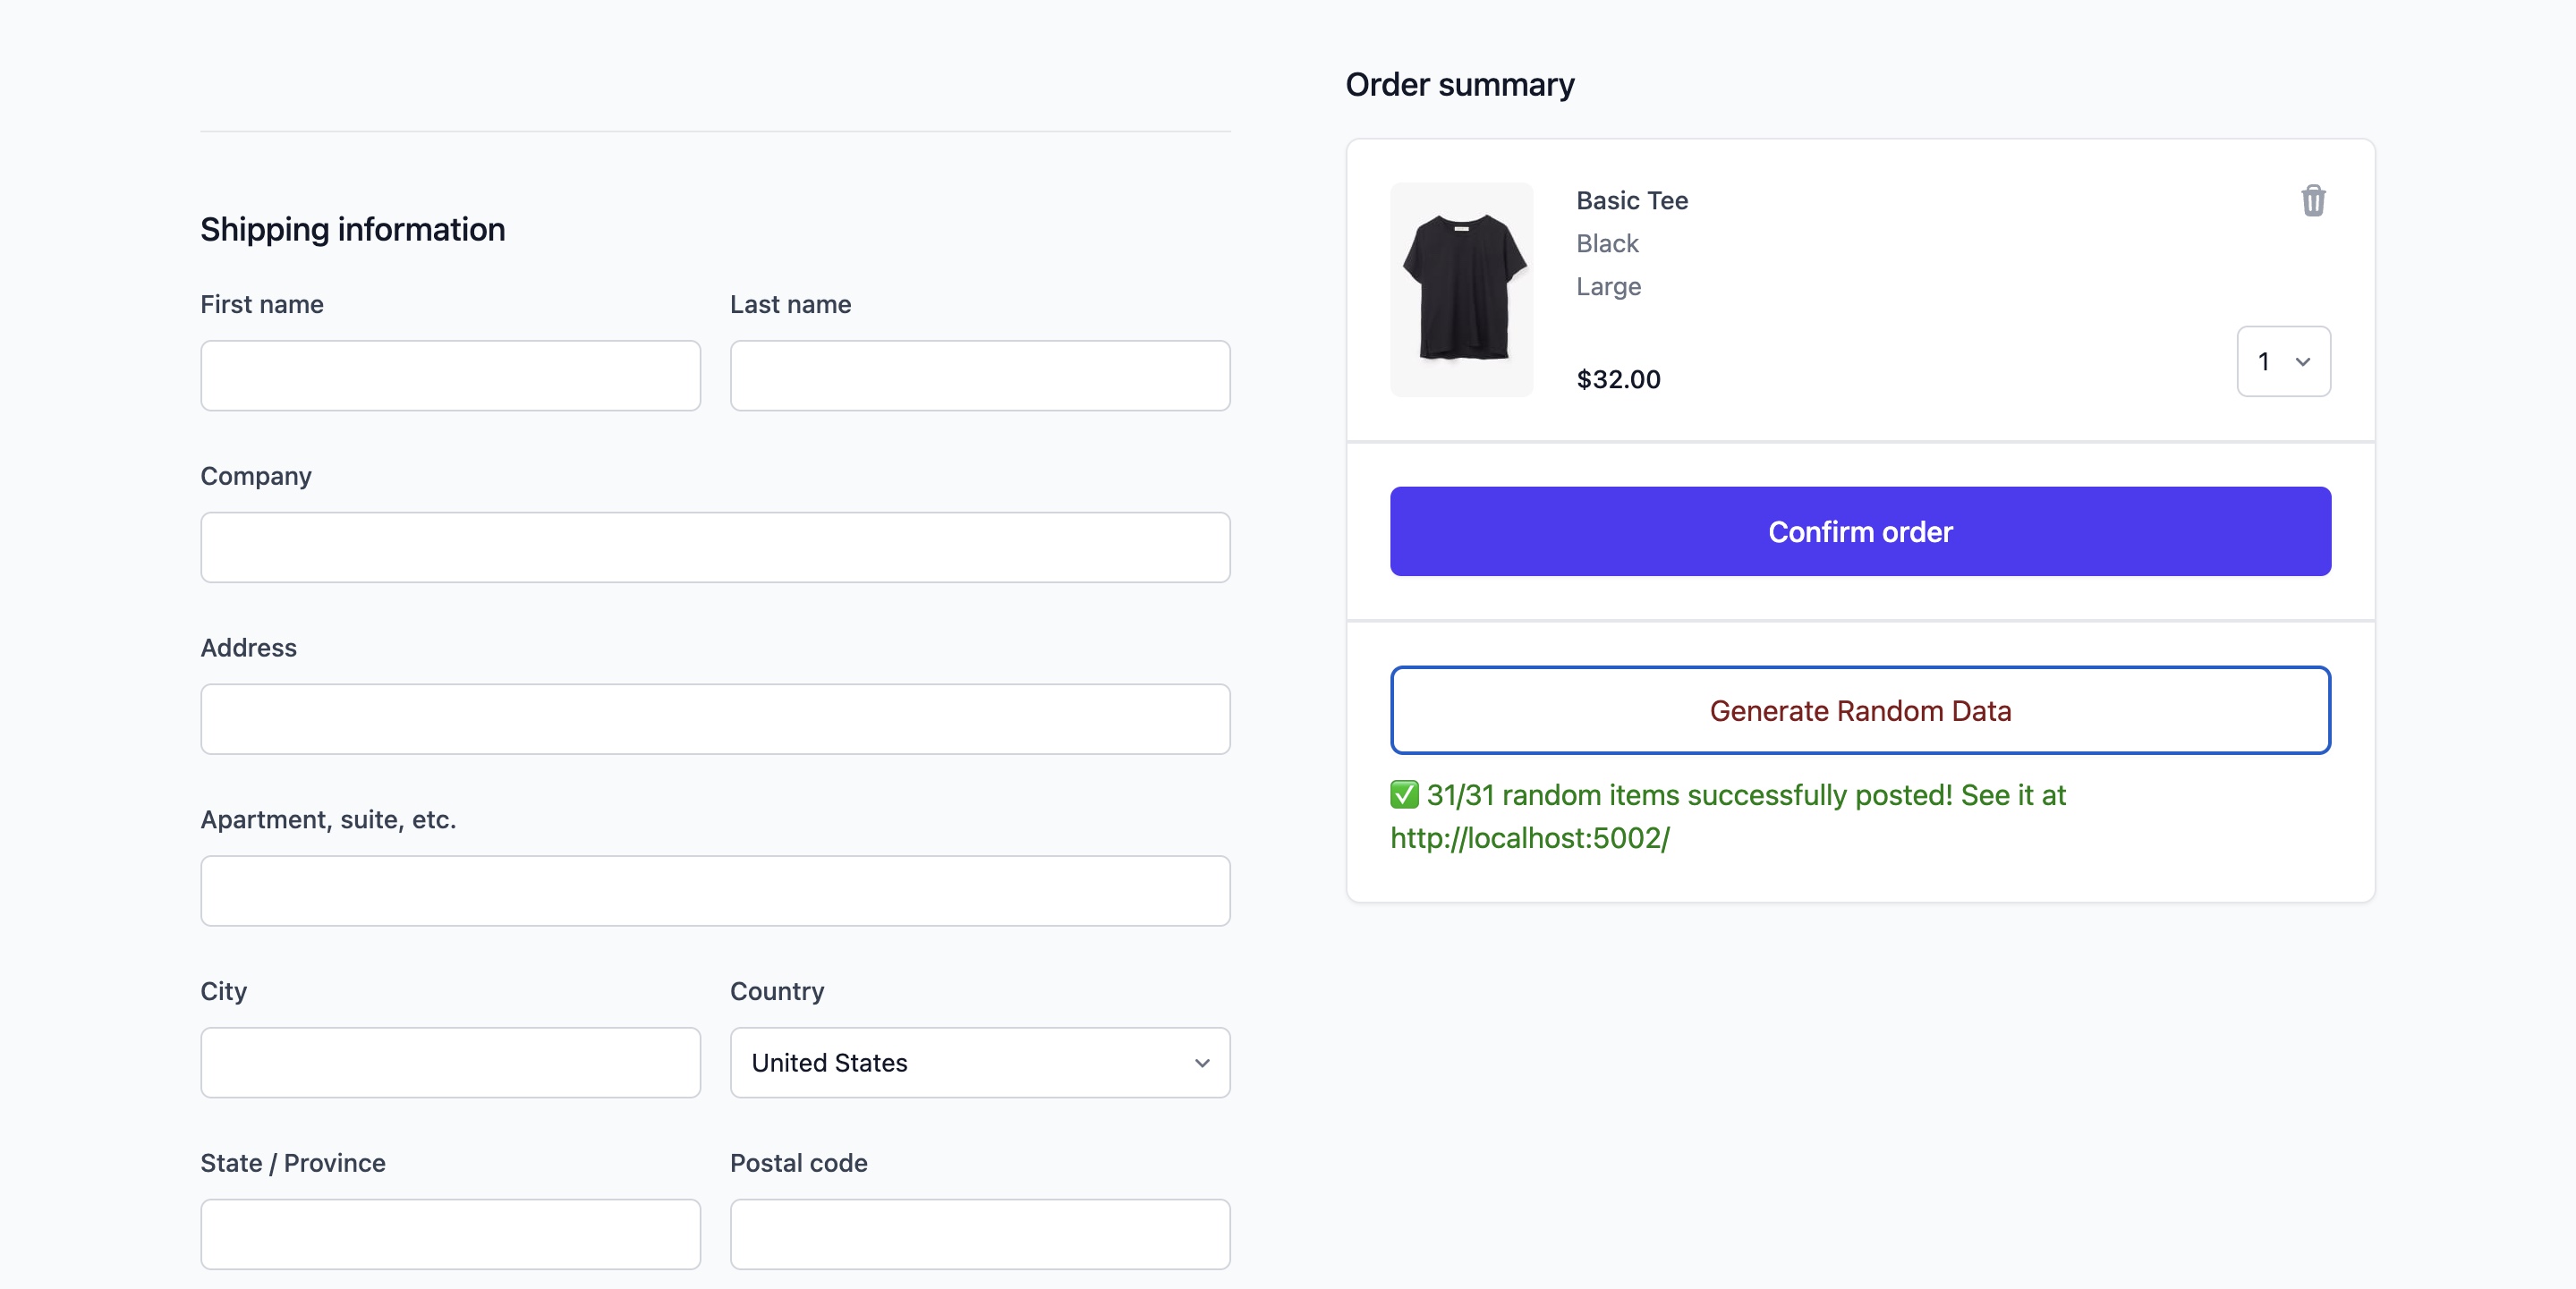 Shipping information
First name
Last name
Company
Address
Apartment, suite, etc.
City
Country
United States
State / Province
Postal code
Order summary
Basic Tee
Black
Large
$32.00
1
Confirm order
Generate Random Data
✅ 31/31 random items successfully posted! See it at
http://localhost:5002/